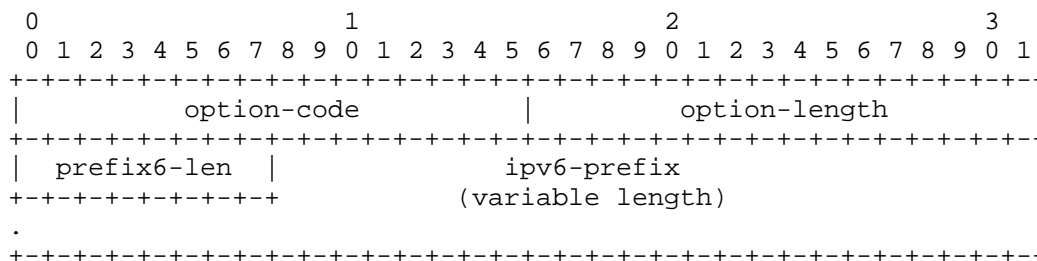 0                   1                   2                   3
 0 1 2 3 4 5 6 7 8 9 0 1 2 3 4 5 6 7 8 9 0 1 2 3 4 5 6 7 8 9 0 1
+-+-+-+-+-+-+-+-+-+-+-+-+-+-+-+-+-+-+-+-+-+-+-+-+-+-+-+-+-+-+-+-
|          option-code          |         option-length
+-+-+-+-+-+-+-+-+-+-+-+-+-+-+-+-+-+-+-+-+-+-+-+-+-+-+-+-+-+-+-+-
|  prefix6-len  |              ipv6-prefix
+-+-+-+-+-+-+-+-+           (variable length)
.
+-+-+-+-+-+-+-+-+-+-+-+-+-+-+-+-+-+-+-+-+-+-+-+-+-+-+-+-+-+-+-+-